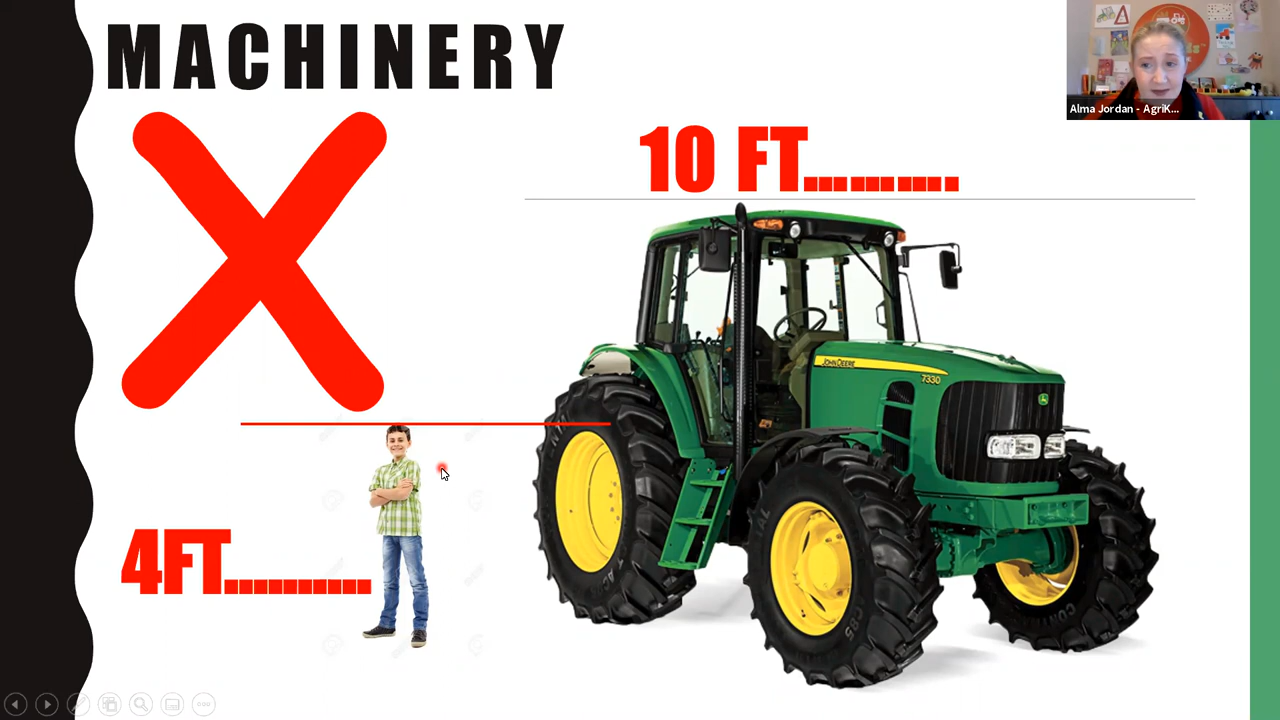 MACHINERY
Alma Jordan - AgriK...
10 FT..........
JOHN DEERE
7330
4FT..........